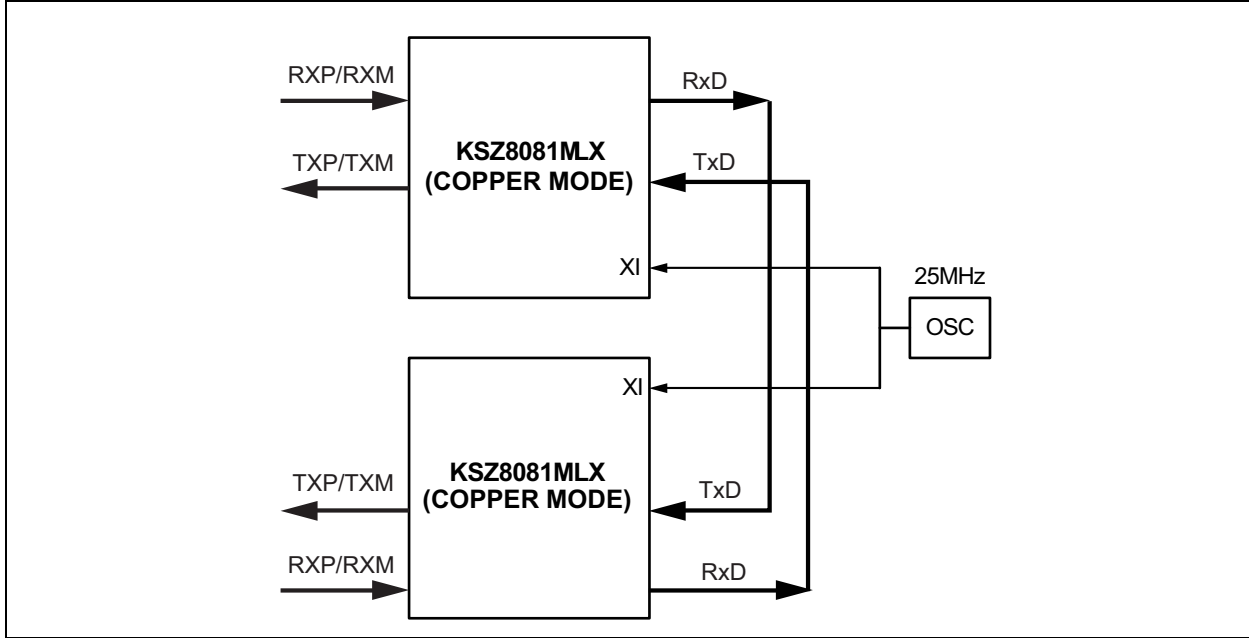 RXP/RXM
RxD
TXP/TXM
KSZ8081MLX
(COPPER MODE)
TxD
XI
25MHz
OSC
XI
TXP/TXM
KSZ8081MLX
(COPPER MODE)
TxD
RXP/RXM
RxD